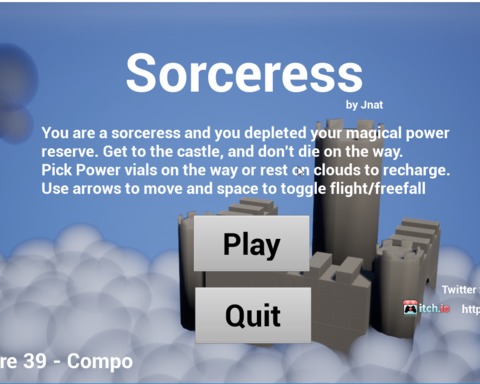 Sorceress
by Jnat
You are a sorceress and you depleted your magical power
reserve. Get to the castle, and don't die on the way.
Pick Power vials on the way or rest on clouds to recharge.
Use arrows to move and space to toggle flight/freefall
Play
Quit
Twitter
itch.io http
re 39 - Compo